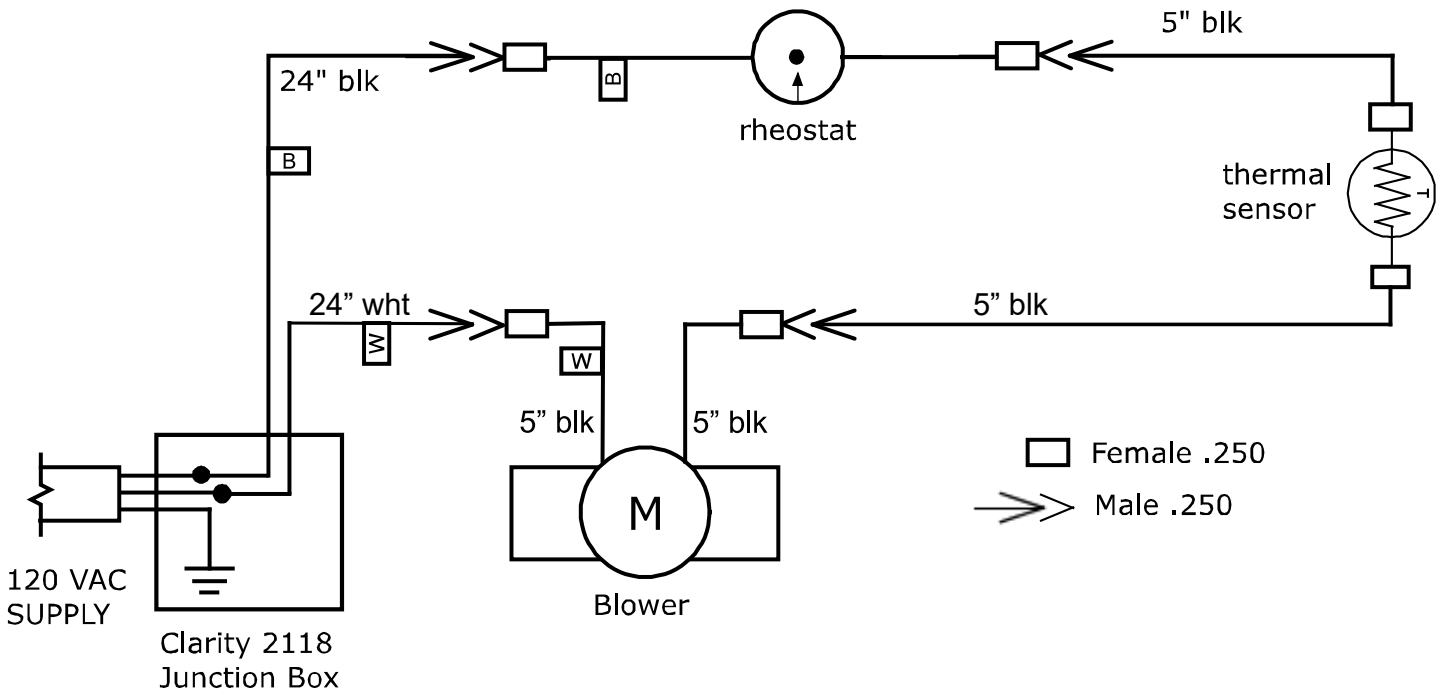 5" blk
24" blk
B
rheostat
B
thermal
sensor
T
24” wht
5” blk
W
W
5” blk
5” blk
Female .250
M
Male .250
120 VAC
SUPPLY
Blower
Clarity 2118
Junction Box